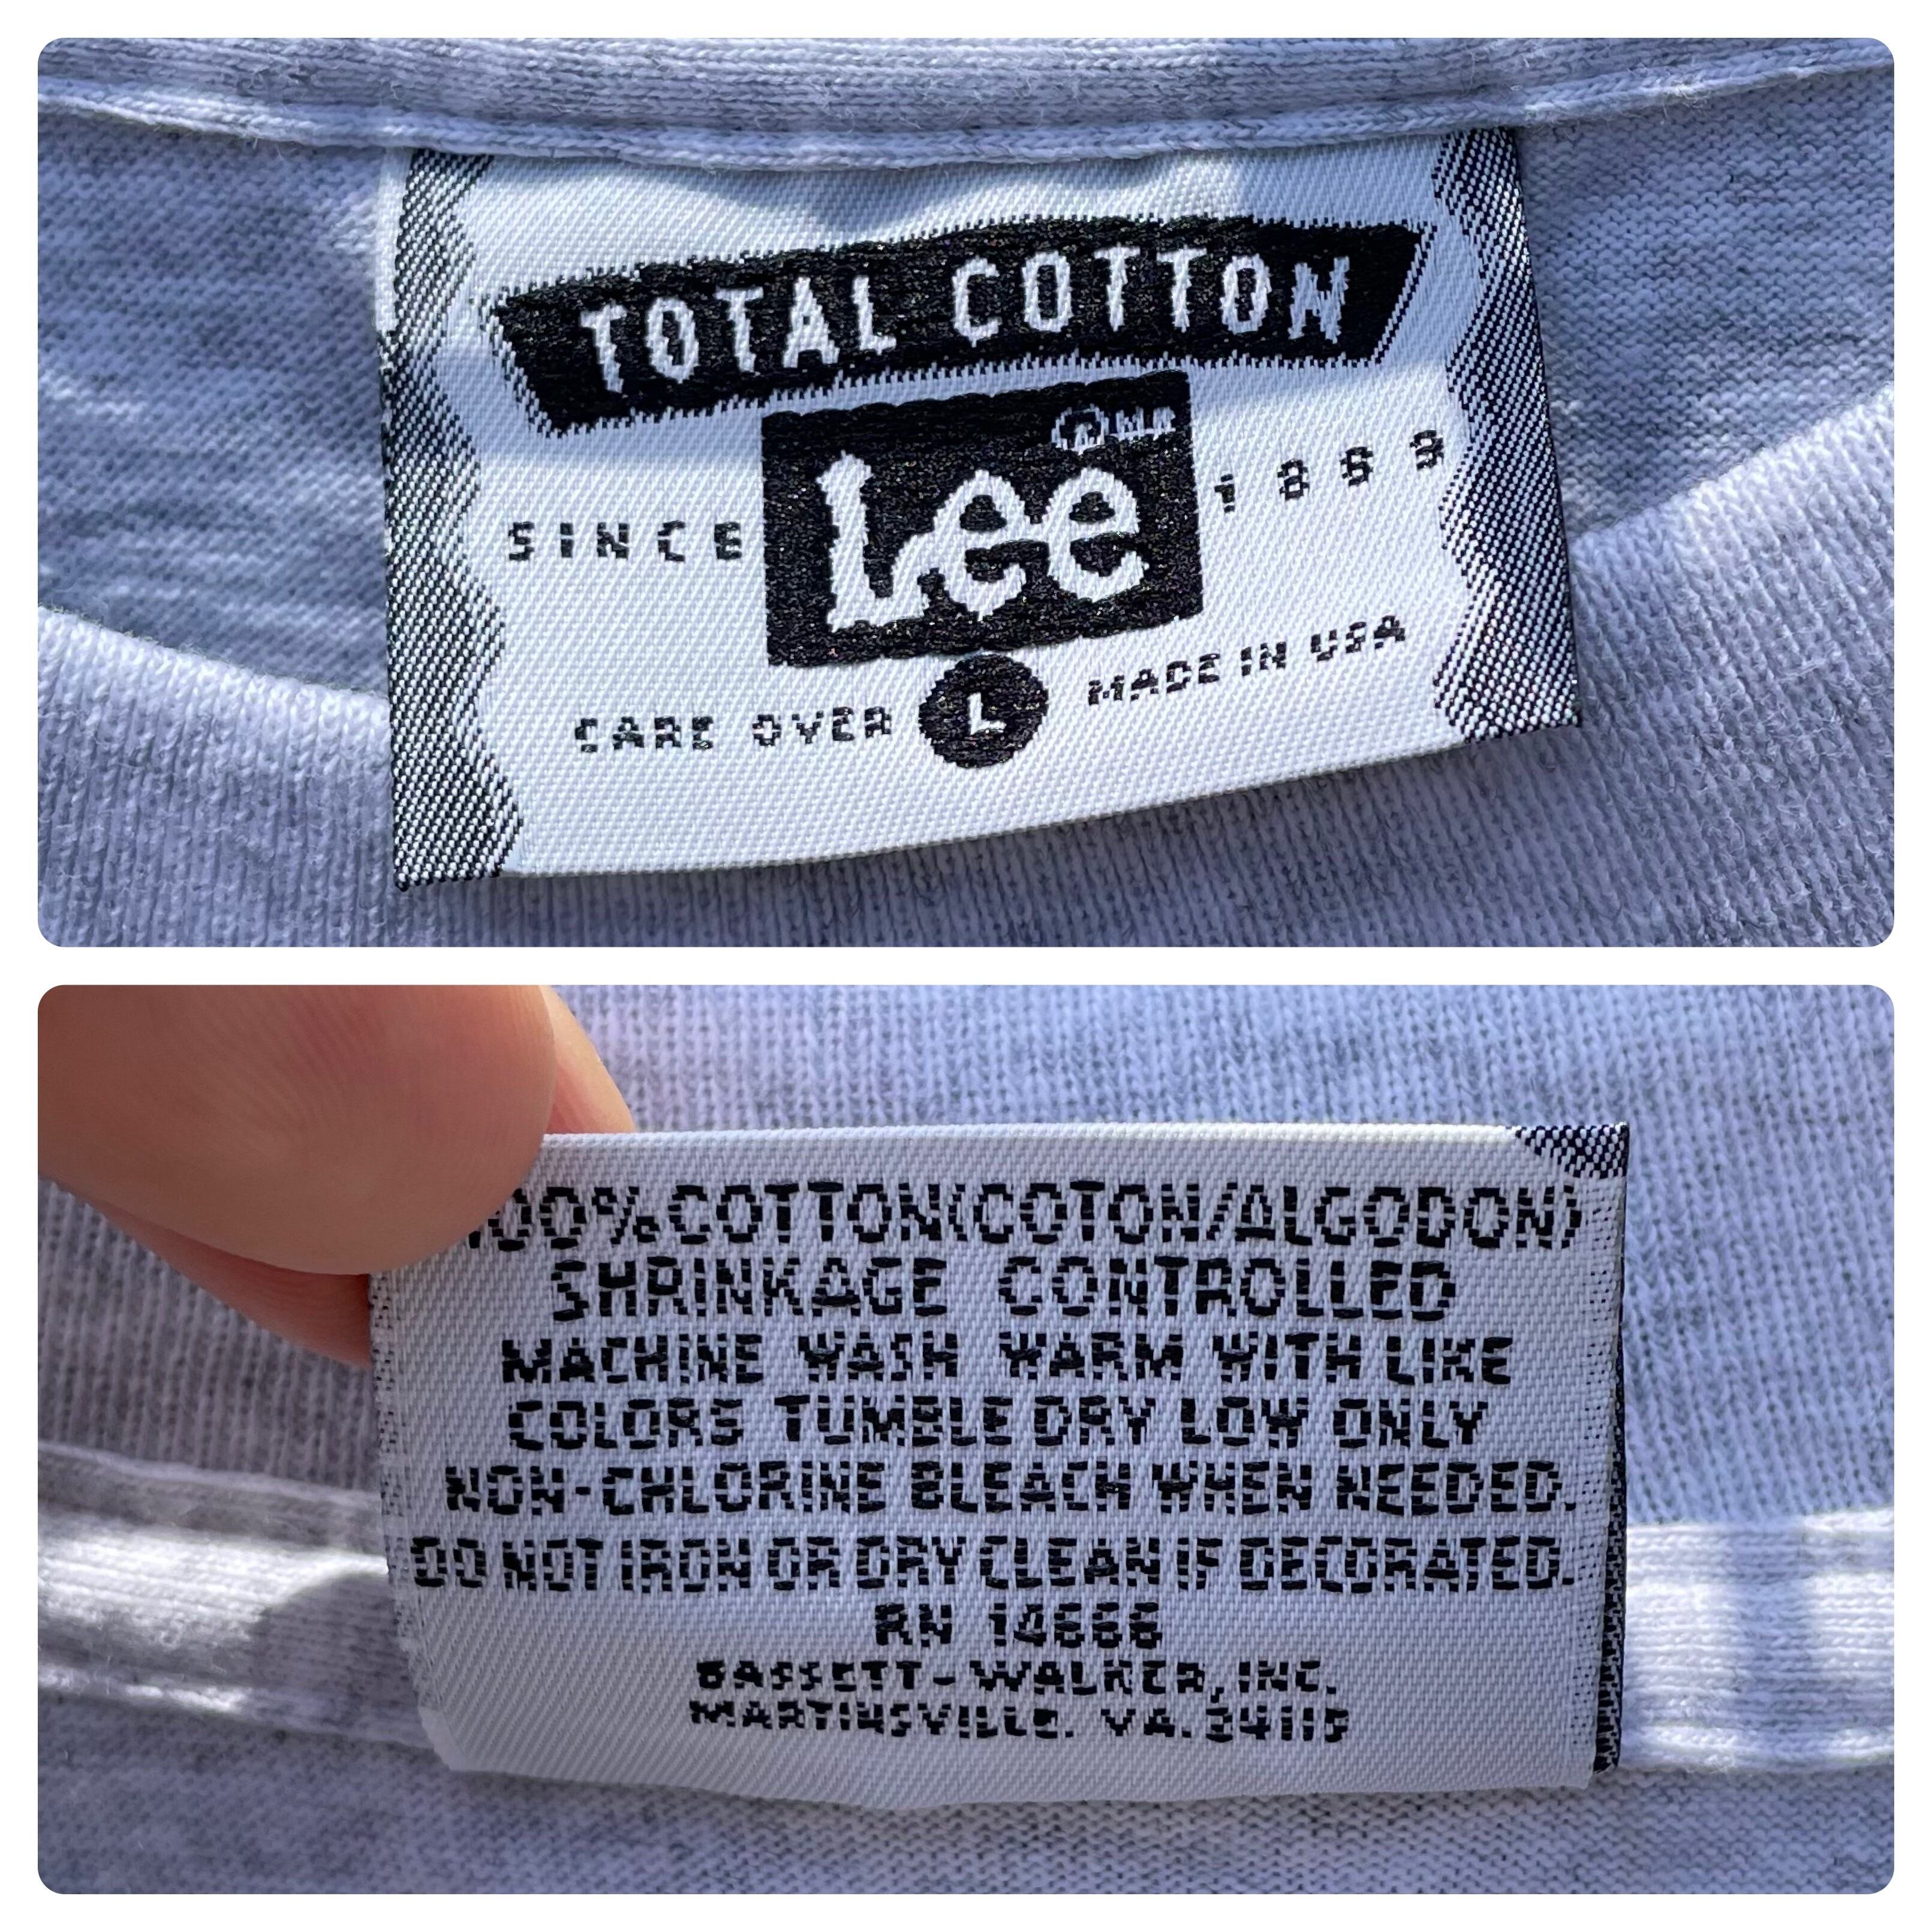 TOTAL COTTON
Lee ® MR
SINCE 1889
CARE OVER L MADE IN USA
100% COTTON (COTON/ALGODON)
SHRINKAGE CONTROLLED
MACHINE WASH WARM WITH LIKE
COLORS TUMBLE DRY LOW ONLY
NON-CHLORINE BLEACH WHEN NEEDED.
DO NOT IRON OR DRY CLEAN IF DECORATED.
RN 14666
BASSETT-WALKER, INC.
MARTINSVILLE, VA. 24115